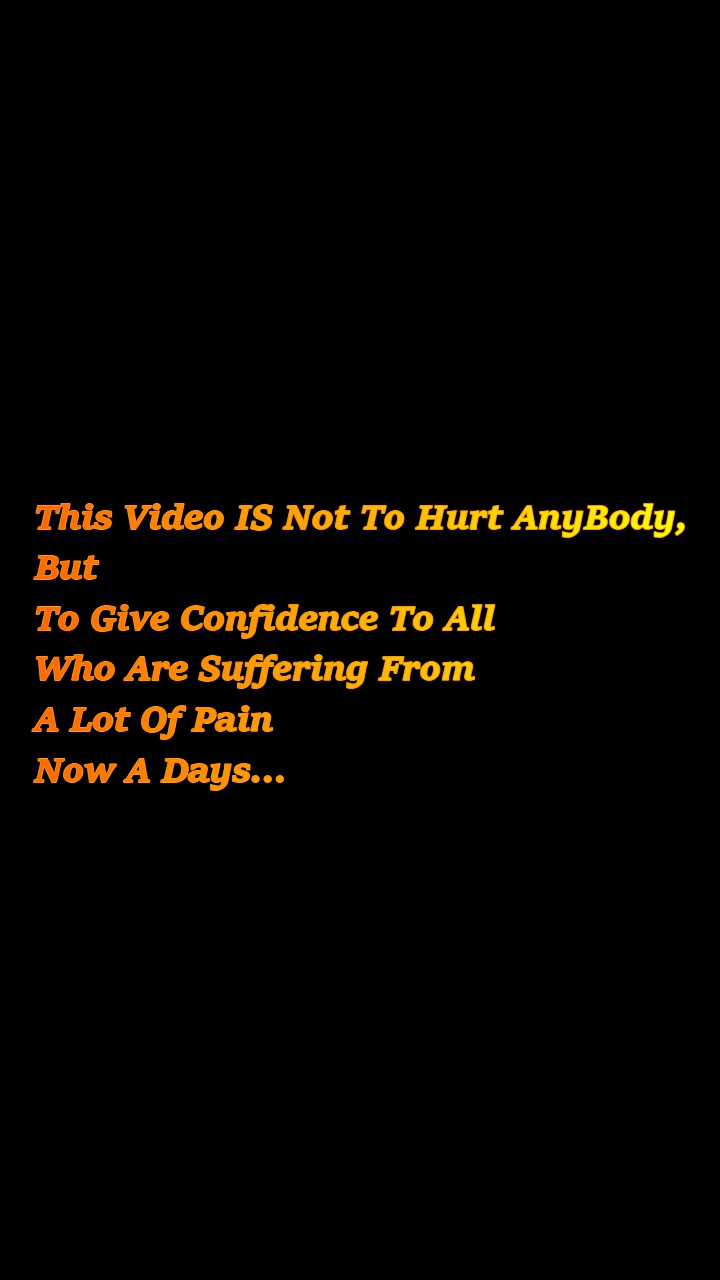 This Video IS Not To Hurt AnyBody,
But
To Give Confidence To All
Who Are Suffering From
A Lot Of Pain
Now A Days...